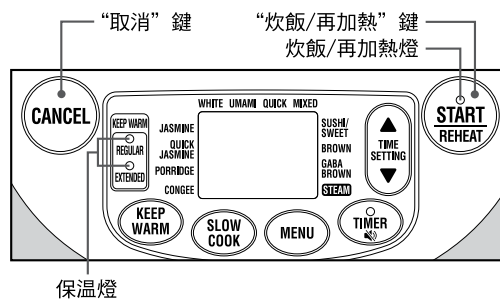 “取消”鍵
“炊飯/再加熱”鍵
炊飯/再加熱燈
CANCEL
START
REHEAT
WHITE UMAMI QUICK MIXED
KEEP WARM
REGULAR
EXTENDED
JASMINE
QUICK
JASMINE
PORRIDGE
CONGEE
SUSHI/
SWEET
BROWN
GABA
BROWN
STEAM
TIME
SETTING
KEEP
WARM
SLOW
COOK
MENU
TIMER
保温燈